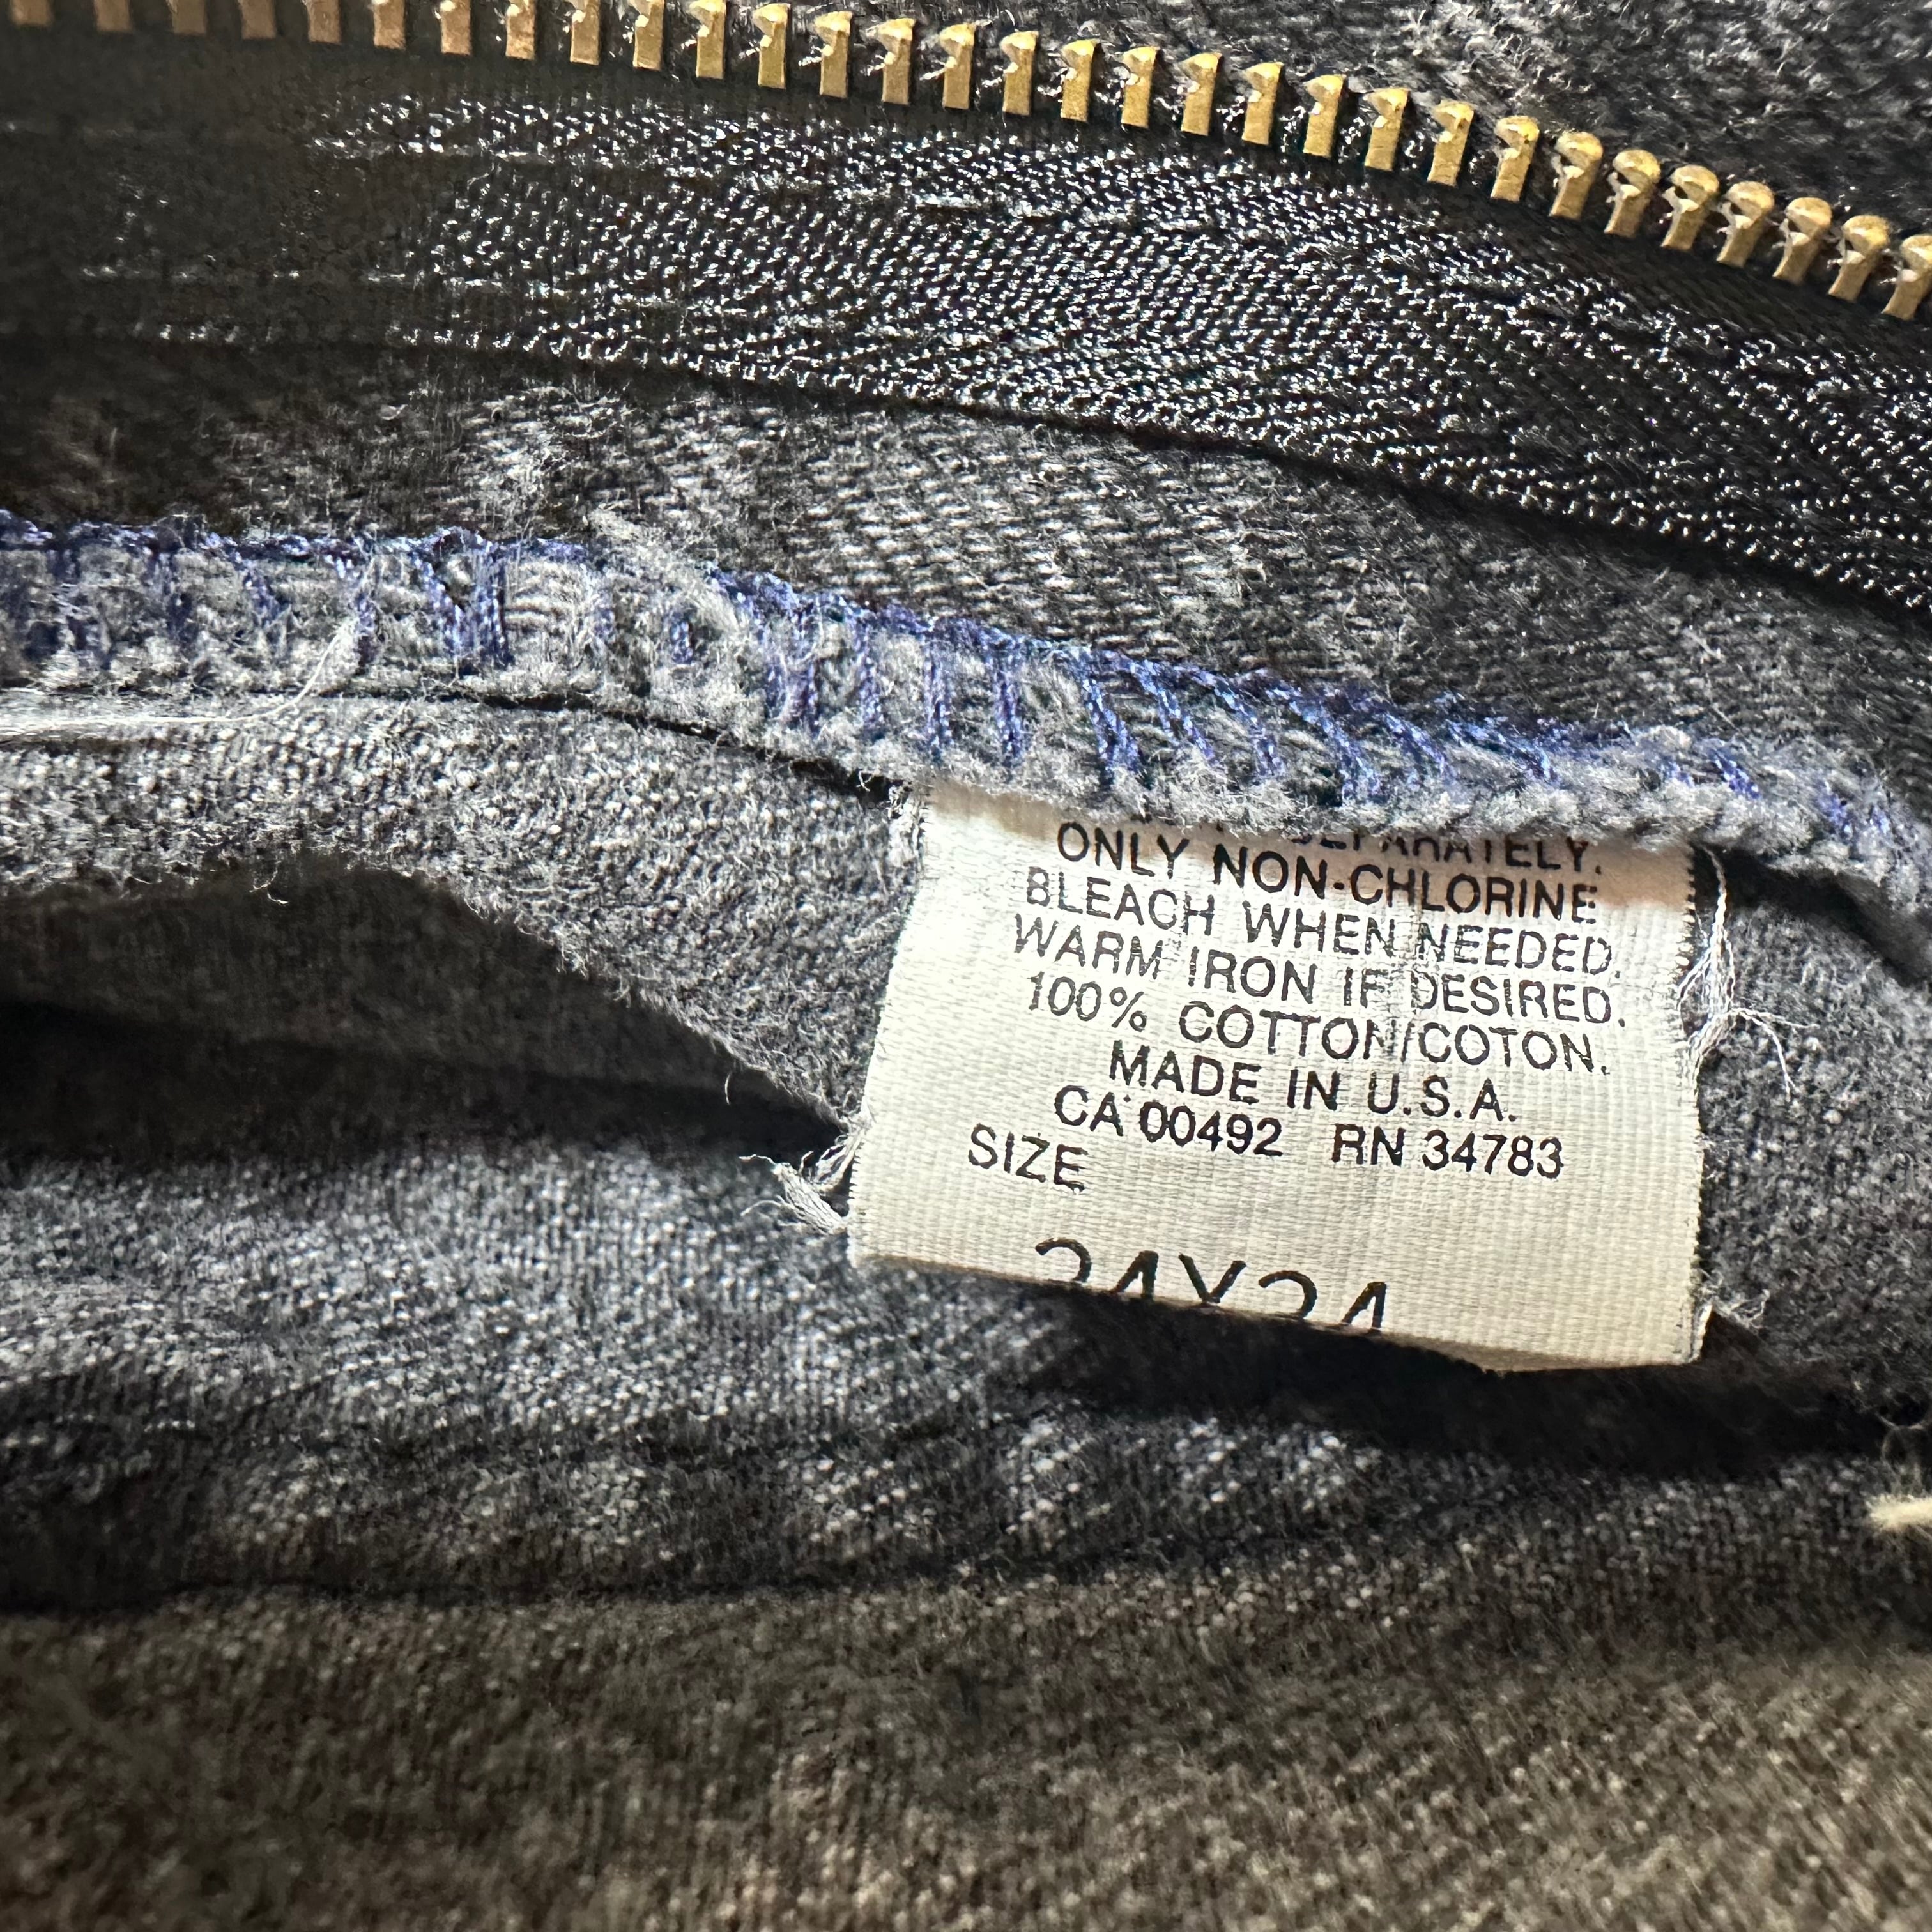 SEPARATELY.
ONLY NON-CHLORINE
BLEACH WHEN NEEDED.
WARM IRON IF DESIRED.
100% COTTON/COTON.
MADE IN U.S.A.
CA 00492 RN 34783
SIZE